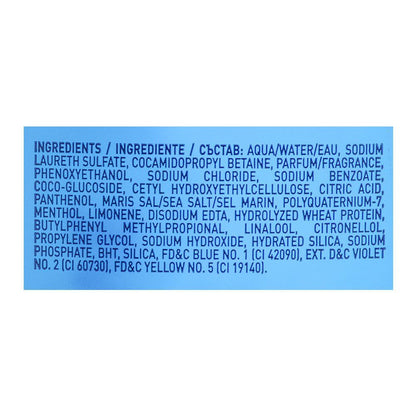 INGREDIENTS / INGREDIENTE / СЪСТАВ: AQUA/WATER/EAU, SODIUM
LAURETH SULFATE, COCAMIDOPROPYL BETAINE, PARFUM/FRAGRANCE,
PHENOXYETHANOL, SODIUM CHLORIDE, SODIUM BENZOATE,
COCO-GLUCOSIDE, CETYL HYDROXYETHYLCELLULOSE, CITRIC ACID,
PANTHENOL, MARIS SAL/SEA SALT/SEL MARIN, POLYQUATERNIUM-7,
MENTHOL, LIMONENE, DISODIUM EDTA, HYDROLYZED WHEAT PROTEIN,
BUTYLPHENYL METHYLPROPIONAL, LINALOOL, CITRONELLOL,
PROPYLENE GLYCOL, SODIUM HYDROXIDE, HYDRATED SILICA, SODIUM
PHOSPHATE, BHT, SILICA, FD&C BLUE NO. 1 (CI 42090), EXT. D&C VIOLET
NO. 2 (CI 60730), FD&C YELLOW NO. 5 (CI 19140).